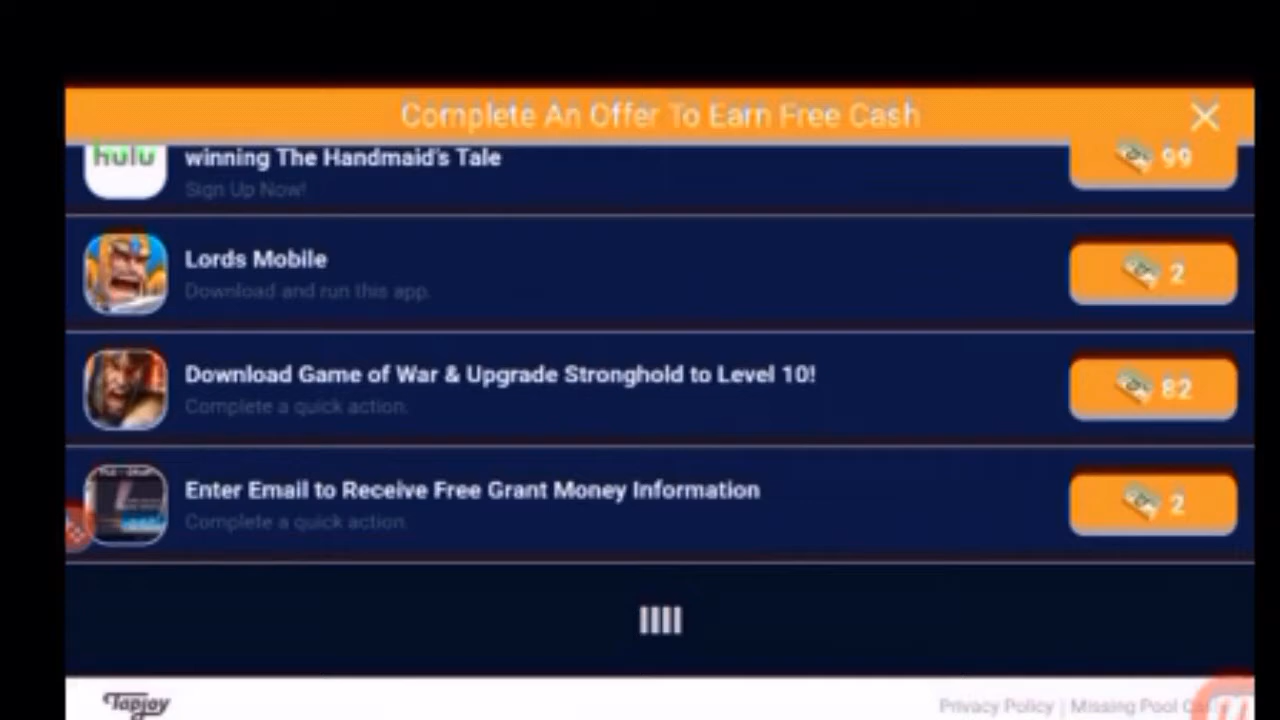 Complete An Offer To Earn Free Cash
hulu
winning The Handmaid's Tale
99
Sign Up Now!
Lords Mobile
2
Download and run this app.
Download Game of War & Upgrade Stronghold to Level 10!
82
Complete a quick action.
Enter Email to Receive Free Grant Money Information
2
Complete a quick action.
Tapjoy
Privacy Policy | Missing Pool